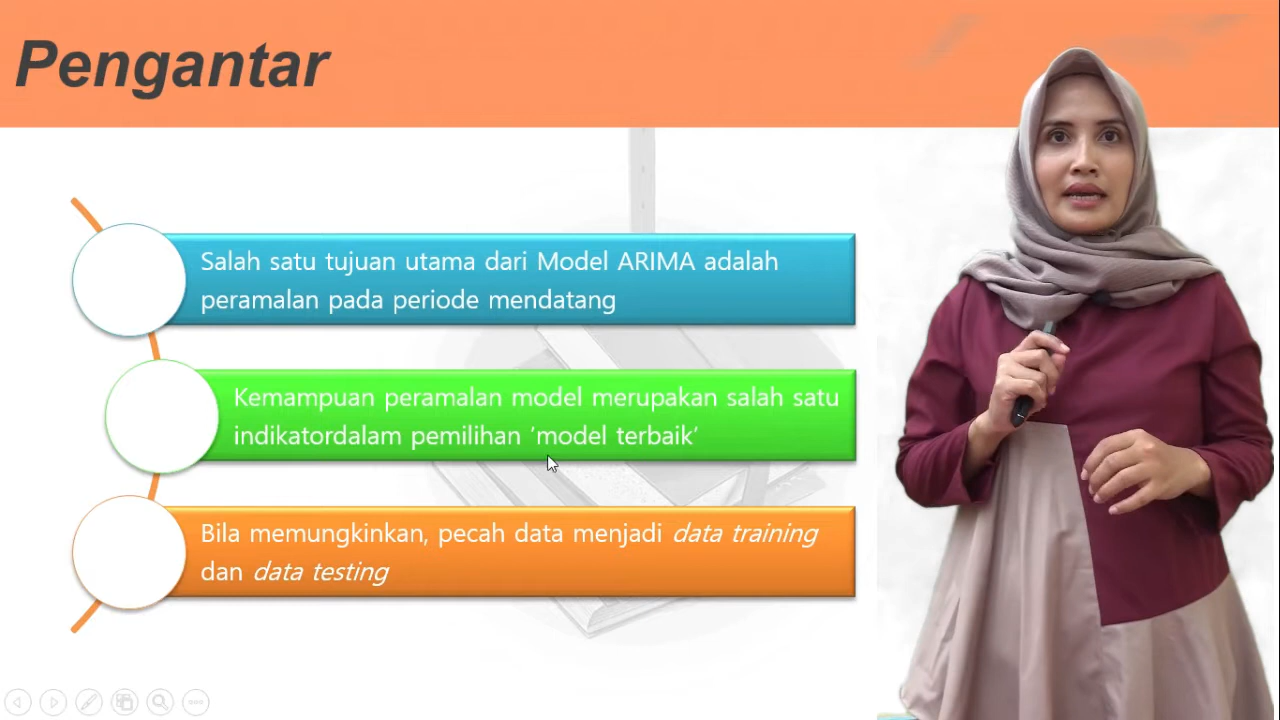 Pengantar
Salah satu tujuan utama dari Model ARIMA adalah
peramalan pada periode mendatang
Kemampuan peramalan model merupakan salah satu
indikatordalam pemilihan ‘model terbaik’
Bila memungkinkan, pecah data menjadi data training
dan data testing